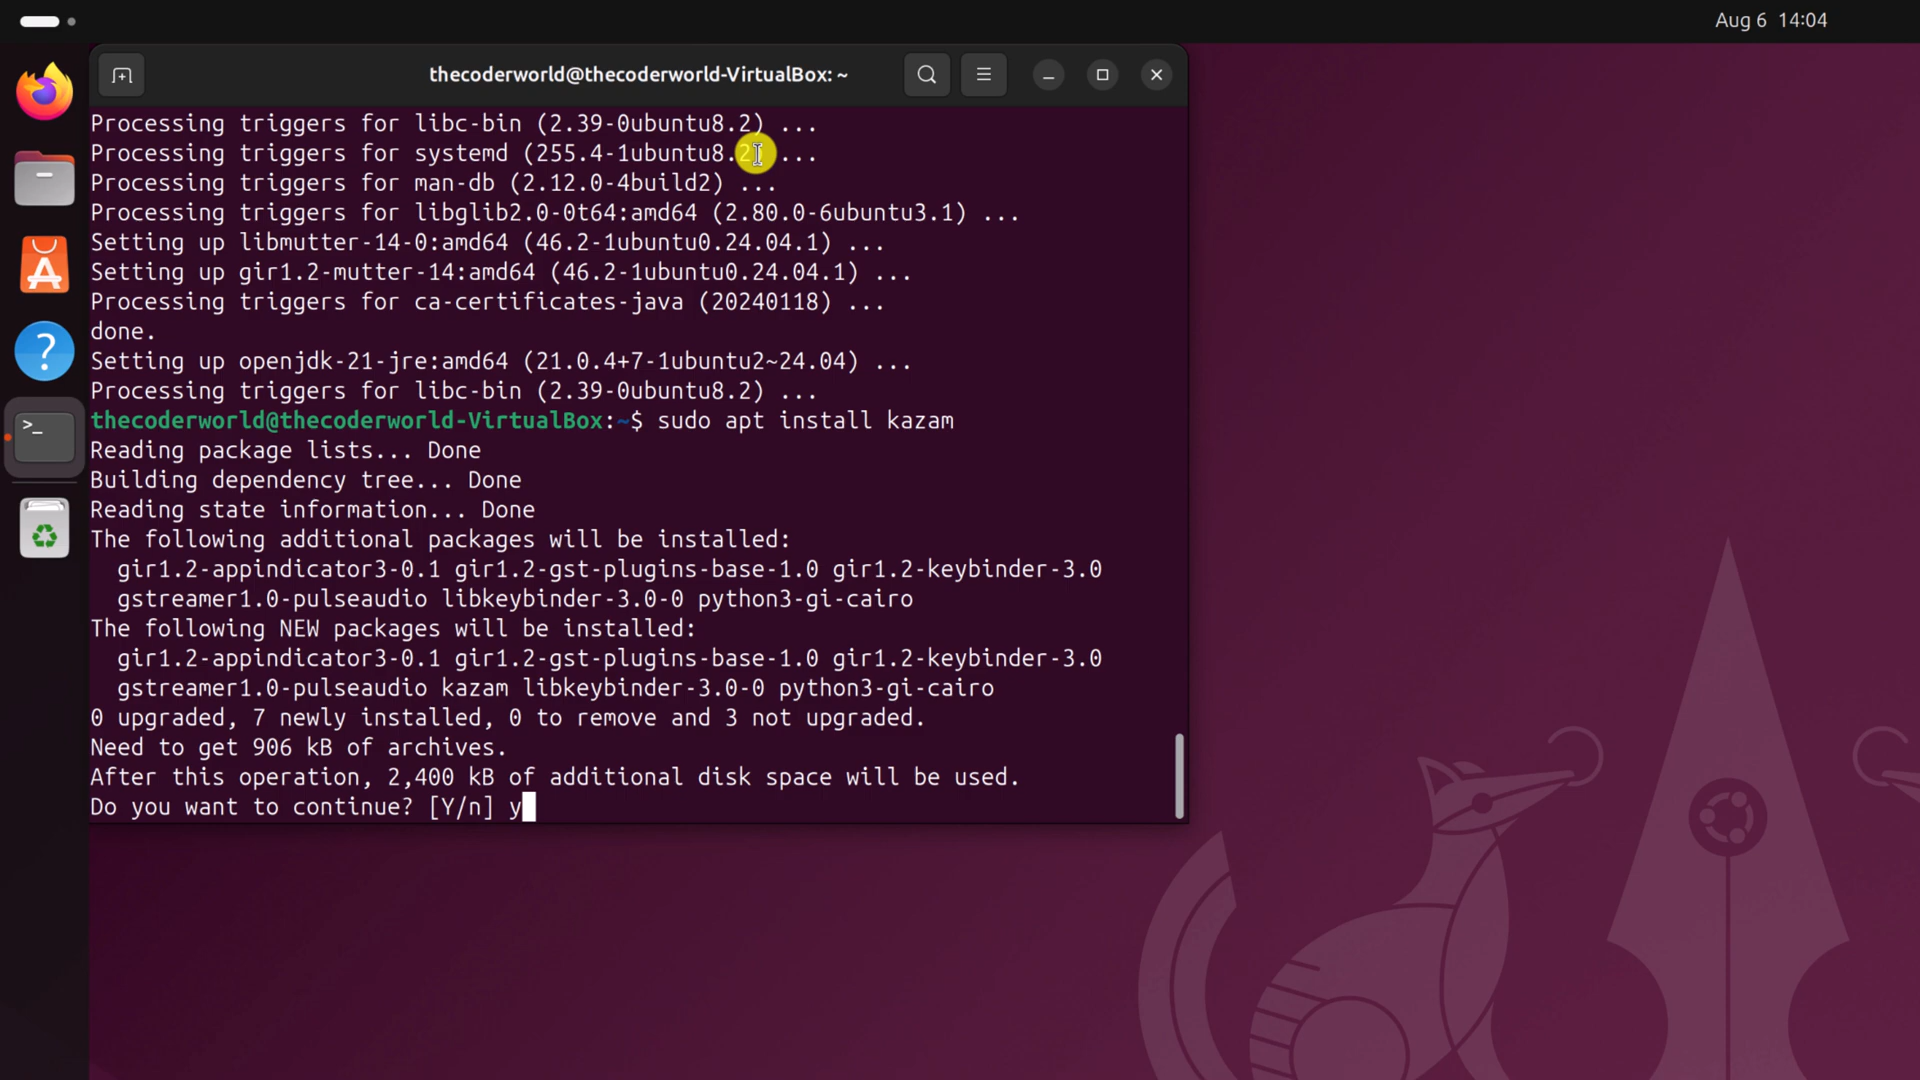 Aug 6 14:04
thecoderworld@thecoderworld-VirtualBox: ~
Processing triggers for libc-bin (2.39-0ubuntu8.2) ...
Processing triggers for systemd (255.4-1ubuntu8.2) ...
Processing triggers for man-db (2.12.0-4build2) ...
Processing triggers for libglib2.0-0t64:amd64 (2.80.0-6ubuntu3.1) ...
Setting up libmutter-14-0:amd64 (46.2-1ubuntu0.24.04.1) ...
Setting up gir1.2-mutter-14:amd64 (46.2-1ubuntu0.24.04.1) ...
Processing triggers for ca-certificates-java (20240118) ...
done.
Setting up openjdk-21-jre:amd64 (21.0.4+7-1ubuntu2~24.04) ...
Processing triggers for libc-bin (2.39-0ubuntu8.2) ...
thecoderworld@thecoderworld-VirtualBox:~$ sudo apt install kazam
Reading package lists... Done
Building dependency tree... Done
Reading state information... Done
The following additional packages will be installed:
  gir1.2-appindicator3-0.1 gir1.2-gst-plugins-base-1.0 gir1.2-keybinder-3.0
  gstreamer1.0-pulseaudio libkeybinder-3.0-0 python3-gi-cairo
The following NEW packages will be installed:
  gir1.2-appindicator3-0.1 gir1.2-gst-plugins-base-1.0 gir1.2-keybinder-3.0
  gstreamer1.0-pulseaudio kazam libkeybinder-3.0-0 python3-gi-cairo
0 upgraded, 7 newly installed, 0 to remove and 3 not upgraded.
Need to get 906 kB of archives.
After this operation, 2,400 kB of additional disk space will be used.
Do you want to continue? [Y/n] y